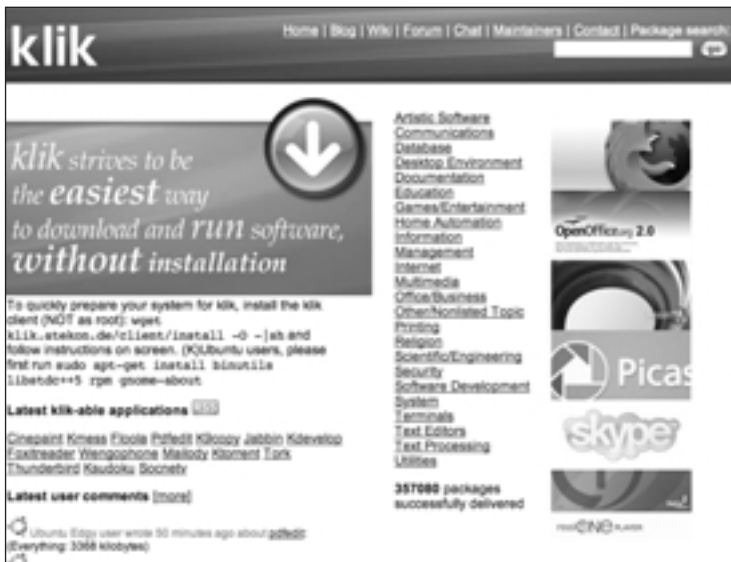 klik
Home | Blog | Wiki | Forum | Chat | Maintainers | Contact | Package search:
klik strives to be
the easiest way
to download and run software,
without installation
To quickly prepare your system for klik, install the klik
client (NOT as root): wget
klik.atekon.de/client/install -O -|sh and
follow instructions on screen. (K)Ubuntu users, please
first run sudo apt-get install binutils
libstdc++5 rpm gnome-about
Latest klik-able applications
Cinepaint Kmess Floola Pdfedit K9copy Jabbin Kdevelop
Foxitreader Wengophone Mailody Ktorrent Tork
Thunderbird Kaudoku Socnety
Latest user comments [more]
Ubuntu Edgy user wrote 50 minutes ago about pdfedit
(Everything: 3368 kilobytes)
Artistic Software
Communications
Database
Desktop Environment
Documentation
Education
Games/Entertainment
Home Automation
Information
Management
Internet
Multimedia
Office/Business
Other/Nonlisted Topic
Printing
Religion
Scientific/Engineering
Security
Software Development
System
Terminals
Text Editors
Text Processing
Utilities
357080 packages
successfully delivered
OpenOffice.org 2.0
Picas
skype